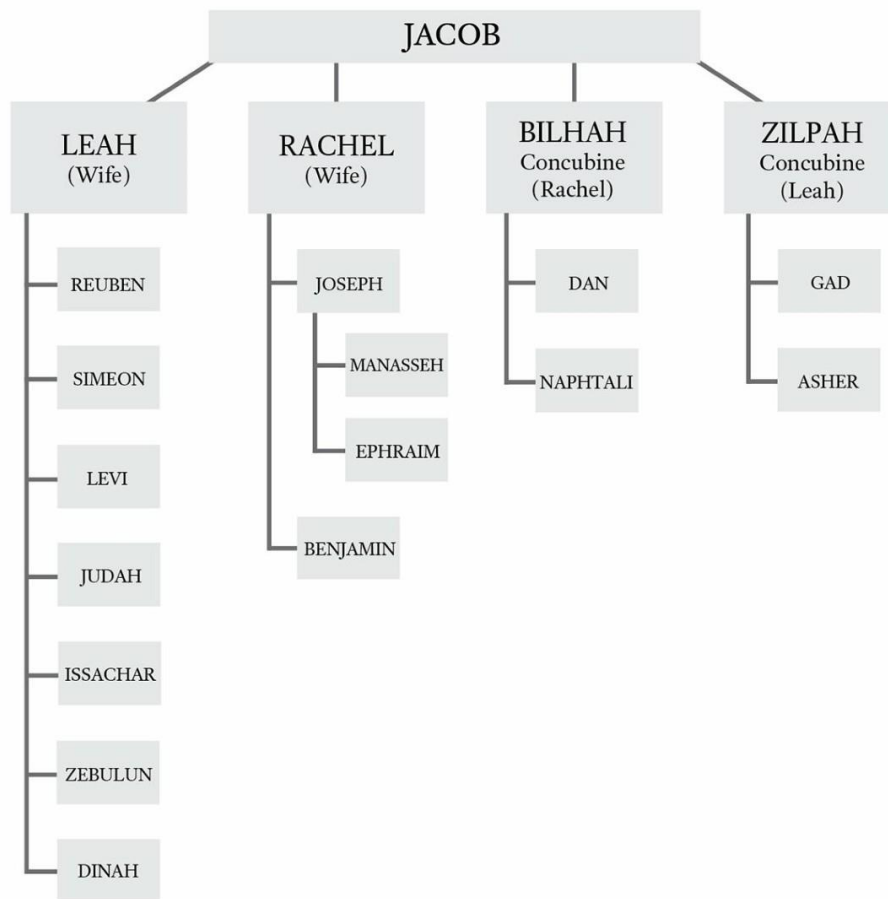 JACOB
LEAH
(Wife)
RACHEL
(Wife)
BILHAH
Concubine
(Rachel)
ZILPAH
Concubine
(Leah)
REUBEN
SIMEON
LEVI
JUDAH
ISSACHAR
ZEBULUN
DINAH
JOSEPH
MANASSEH
EPHRAIM
BENJAMIN
DAN
NAPHTALI
GAD
ASHER